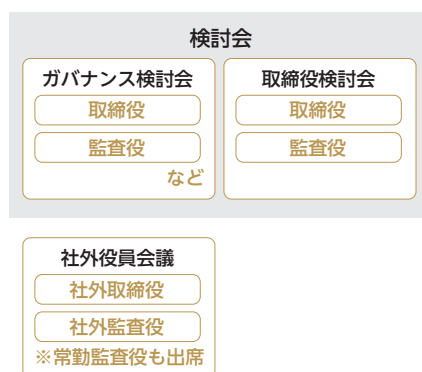 検討会
ガバナンス検討会
取締役
監査役
など
取締役検討会
取締役
監査役
社外役員会議
社外取締役
社外監査役
※常勤監査役も出席